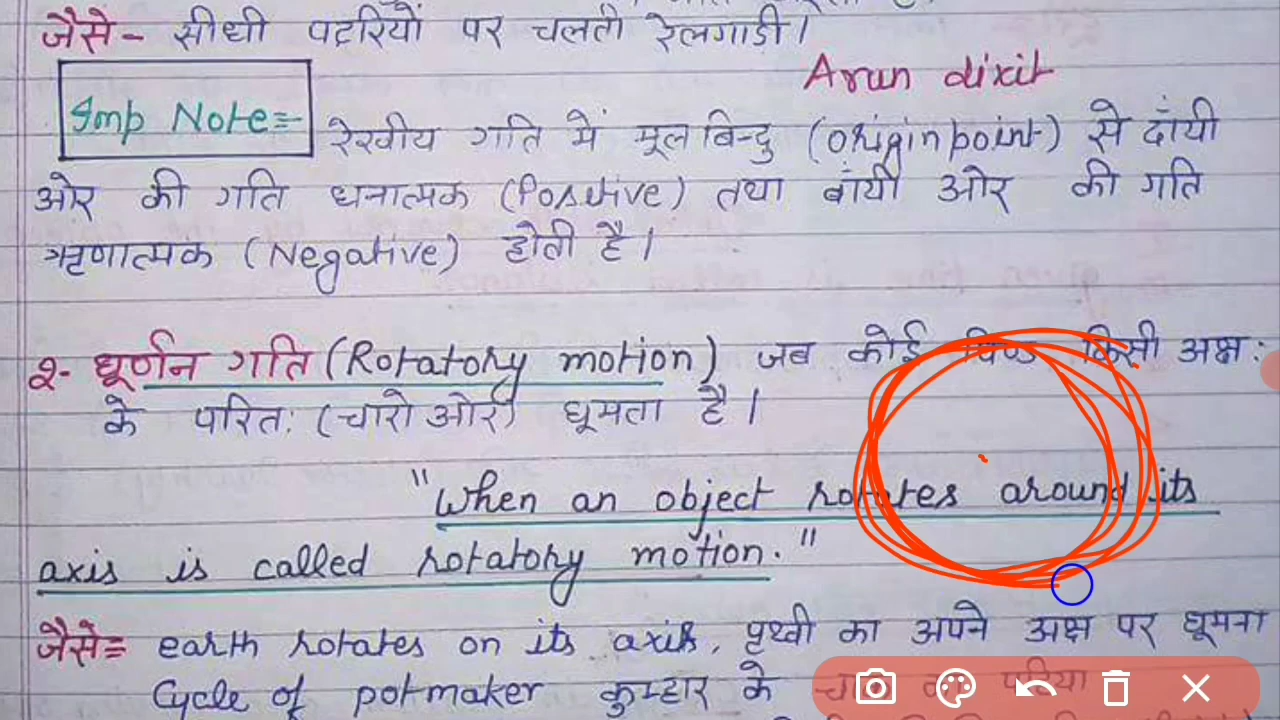 जैसे- सीधी पटरियों पर चलती रेलगाडी।
Arun dixit
Imp Note= रेखीय गति में मूल बिन्दु (origin point) से दाँयी
ओर की गति धनात्मक (Positive) तथा बांयी ओर की गति
ऋणात्मक (Negative) होती है।
2- घूर्णन गति (Rotatory motion) जब कोई पिण्ड किसी अक्ष:
के परित: (चारो ओर) घूमता है।
"When an object rotates around its
axis is called rotatory motion."
जैसे= earth rotates on its axis, पृथ्वी का अपने अक्ष पर घूमना
Cycle of potmaker कुम्हार के